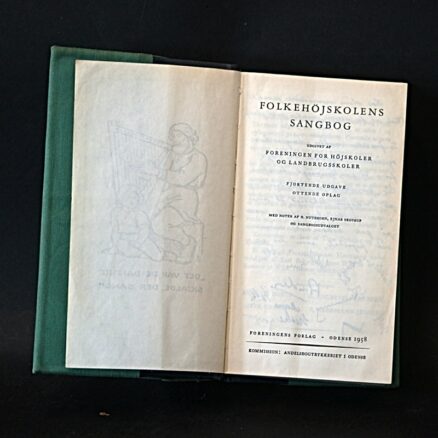 FOLKEHÖJSKOLENS
SANGBOG
UDGIVET AF
FORENINGEN FOR HÖJSKOLER
OG LANDBRUGSSKOLER
FJORTENDE UDGAVE
OTTENDE OPLAG
MED NOTER AF
OG SANGBOGSUDVALGET
FORENINGENS FORLAG · ODENSE 1958
KOMMISSION: ANDELSBOGTRYKKERIET I ODENSE